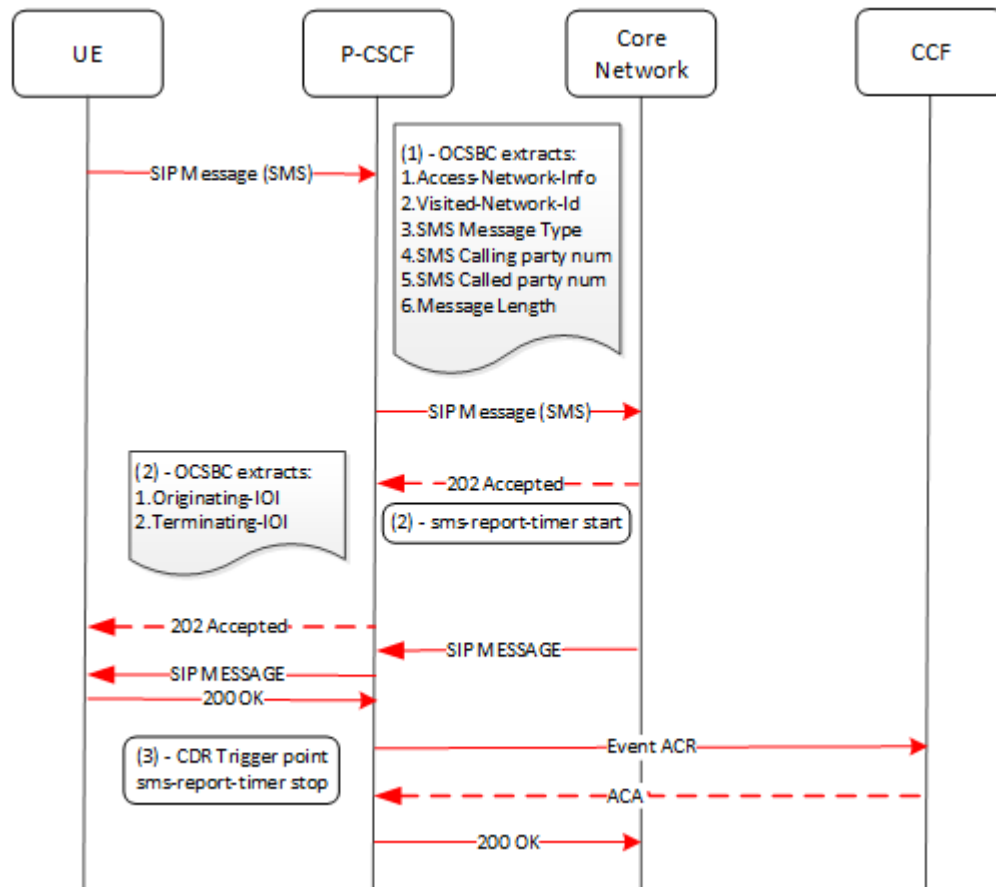 UE
P-CSCF
Core
Network
CCF
SIP Message (SMS)
(1) - OCSBC extracts:
1.Access-Network-Info
2.Visited-Network-Id
3.SMS Message Type
4.SMS Calling party num
5.SMS Called party num
6.Message Length
SIP Message (SMS)
202 Accepted
(2) - OCSBC extracts:
1.Originating-IOI
2.Terminating-IOI
(2) - sms-report-timer start
202 Accepted
SIP MESSAGE
SIP MESSAGE
200 OK
(3) - CDR Trigger point
sms-report-timer stop
Event ACR
ACA
200 OK